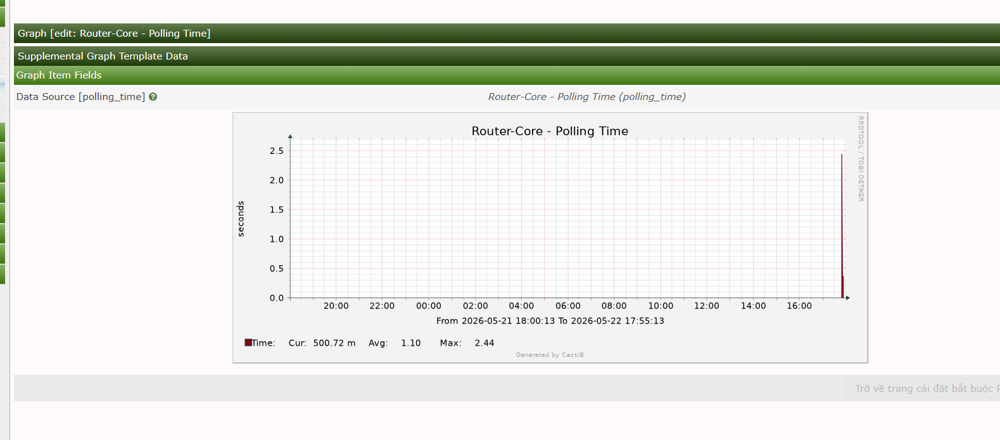 Graph [edit: Router-Core - Polling Time]
Supplemental Graph Template Data
Graph Item Fields
Data Source [polling_time] Router-Core - Polling Time (polling_time)
Router-Core - Polling Time
RRDTOOL / TOBI OETIKER
seconds
2.5
2.0
1.5
1.0
0.5
0.0
20:00 22:00 00:00 02:00 04:00 06:00 08:00 10:00 12:00 14:00 16:00
From 2026-05-21 18:00:13 To 2026-05-22 17:55:13
Time: Cur: 500.72 m Avg: 1.10 Max: 2.44
Generated by Cacti®
Trở về trang cài đặt bắt buộc